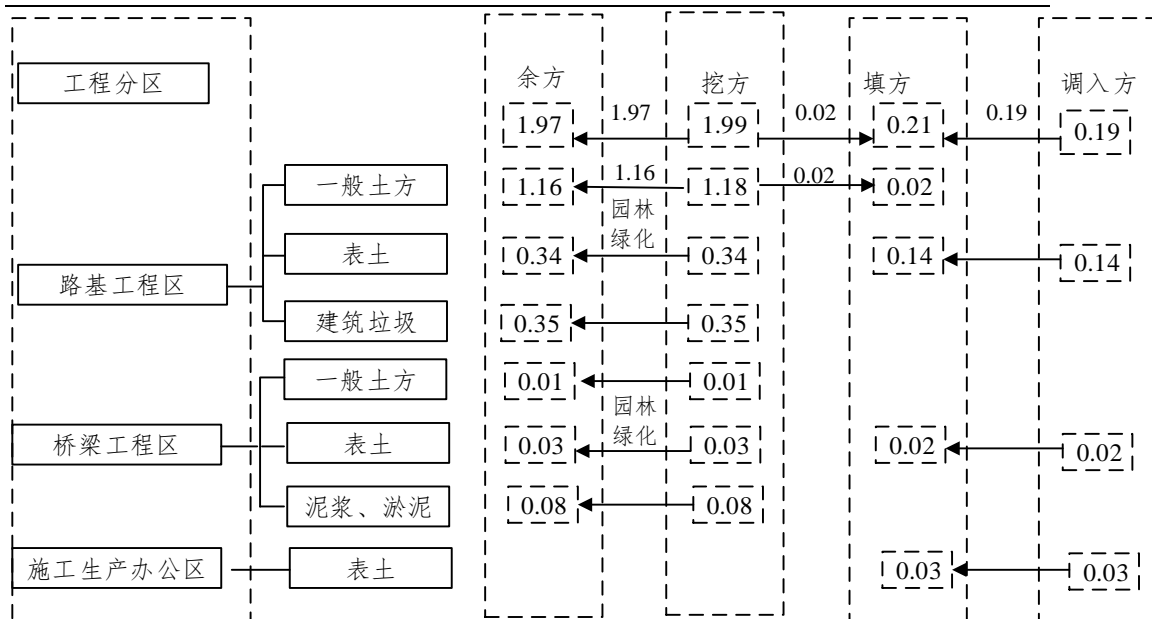 工程分区
余方
挖方
填方
调入方
1.97
1.97
1.99
0.02
0.21
0.19
0.19
一般土方
1.16
1.16
1.18
0.02
0.02
园林
绿化
表土
0.34
0.34
0.14
0.14
路基工程区
建筑垃圾
0.35
0.35
一般土方
0.01
0.01
园林
绿化
桥梁工程区
表土
0.03
0.03
0.02
0.02
泥浆、淤泥
0.08
0.08
施工生产办公区
表土
0.03
0.03